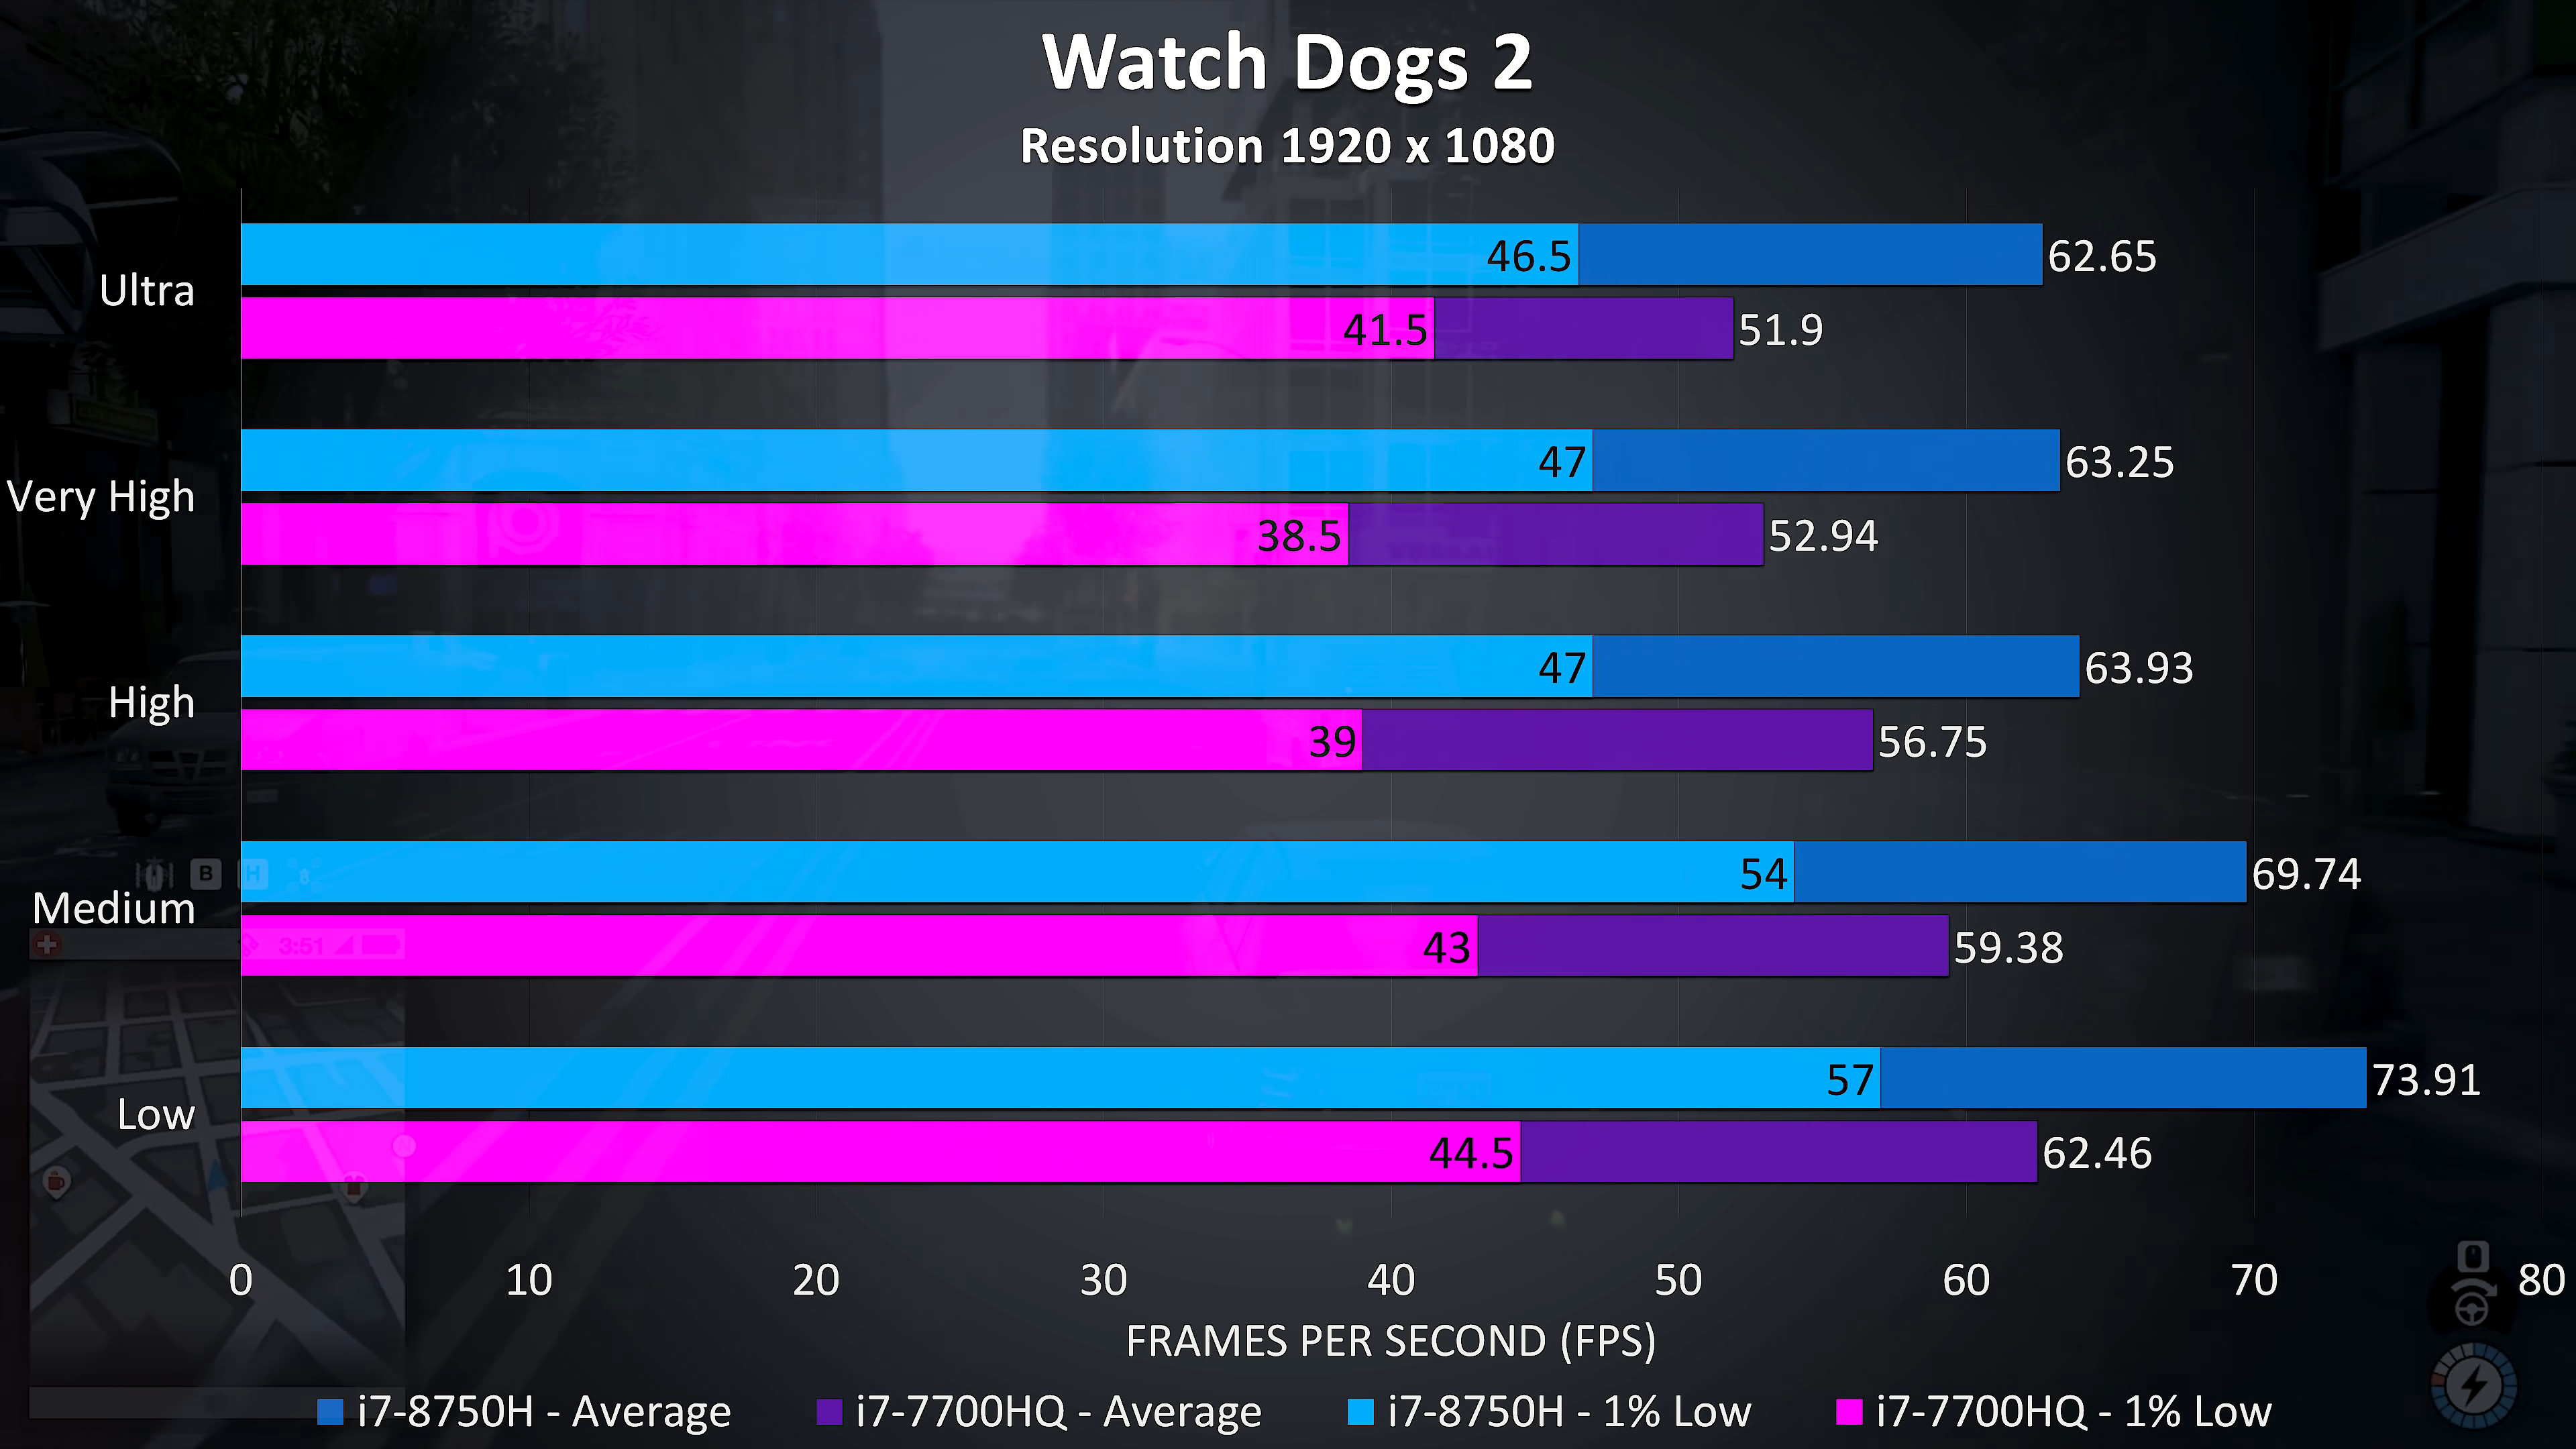 Watch Dogs 2
Resolution 1920 x 1080
Ultra
46.5 62.65
41.5 51.9
Very High
47 63.25
38.5 52.94
High
47 63.93
39 56.75
B H
Medium
54 69.74
43 59.38
3:51
Low
57 73.91
44.5 62.46
0 10 20 30 40 50 60 70 80
FRAMES PER SECOND (FPS)
i7-8750H - Average i7-7700HQ - Average i7-8750H - 1% Low i7-7700HQ - 1% Low